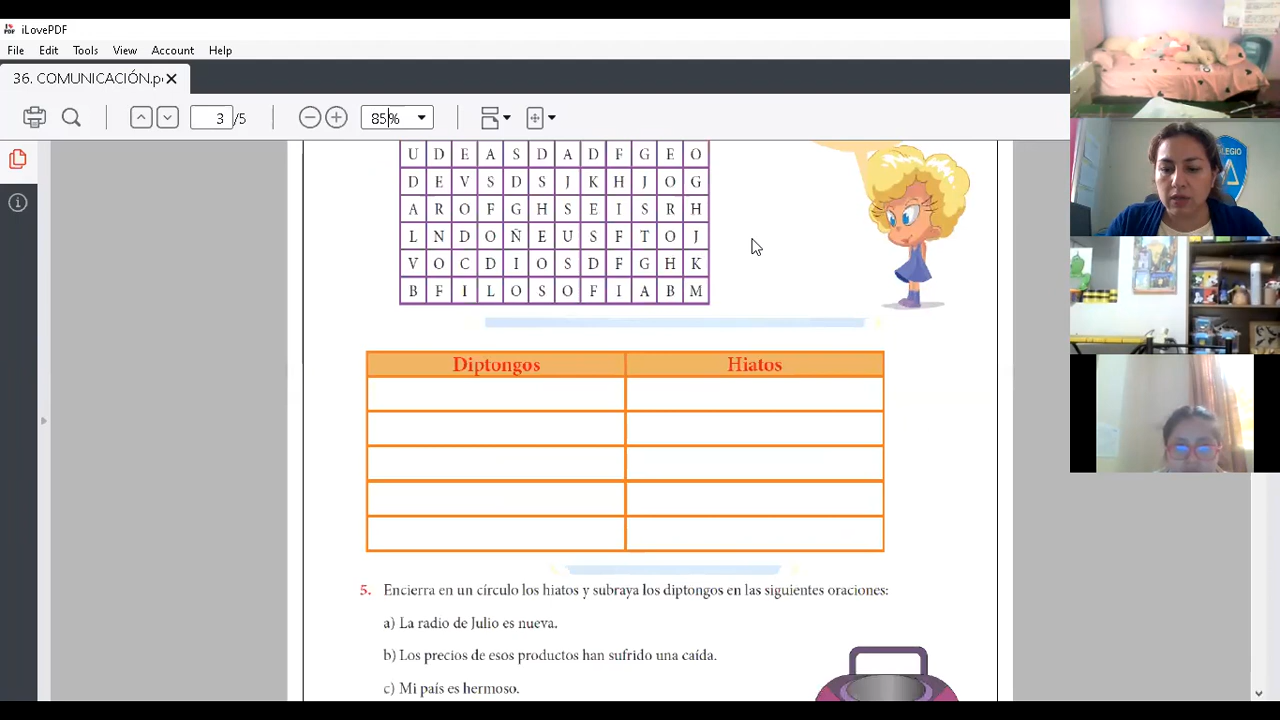 iLovePDF
File Edit Tools View Account Help
36. COMUNICACIÓN.p
3 /5 85%
U D E A S D A D F G E O
D E V S D S J K H J O G
A R O F G H S E I S R H
L N D O Ñ E U S F T O J
V O C D I O S D F G H K
B F I L O S O F I A B M
Diptongos Hiatos
5. Encierra en un círculo los hiatos y subraya los diptongos en las siguientes oraciones:
a) La radio de Julio es nueva.
b) Los precios de esos productos han sufrido una caída.
c) Mi país es hermoso.